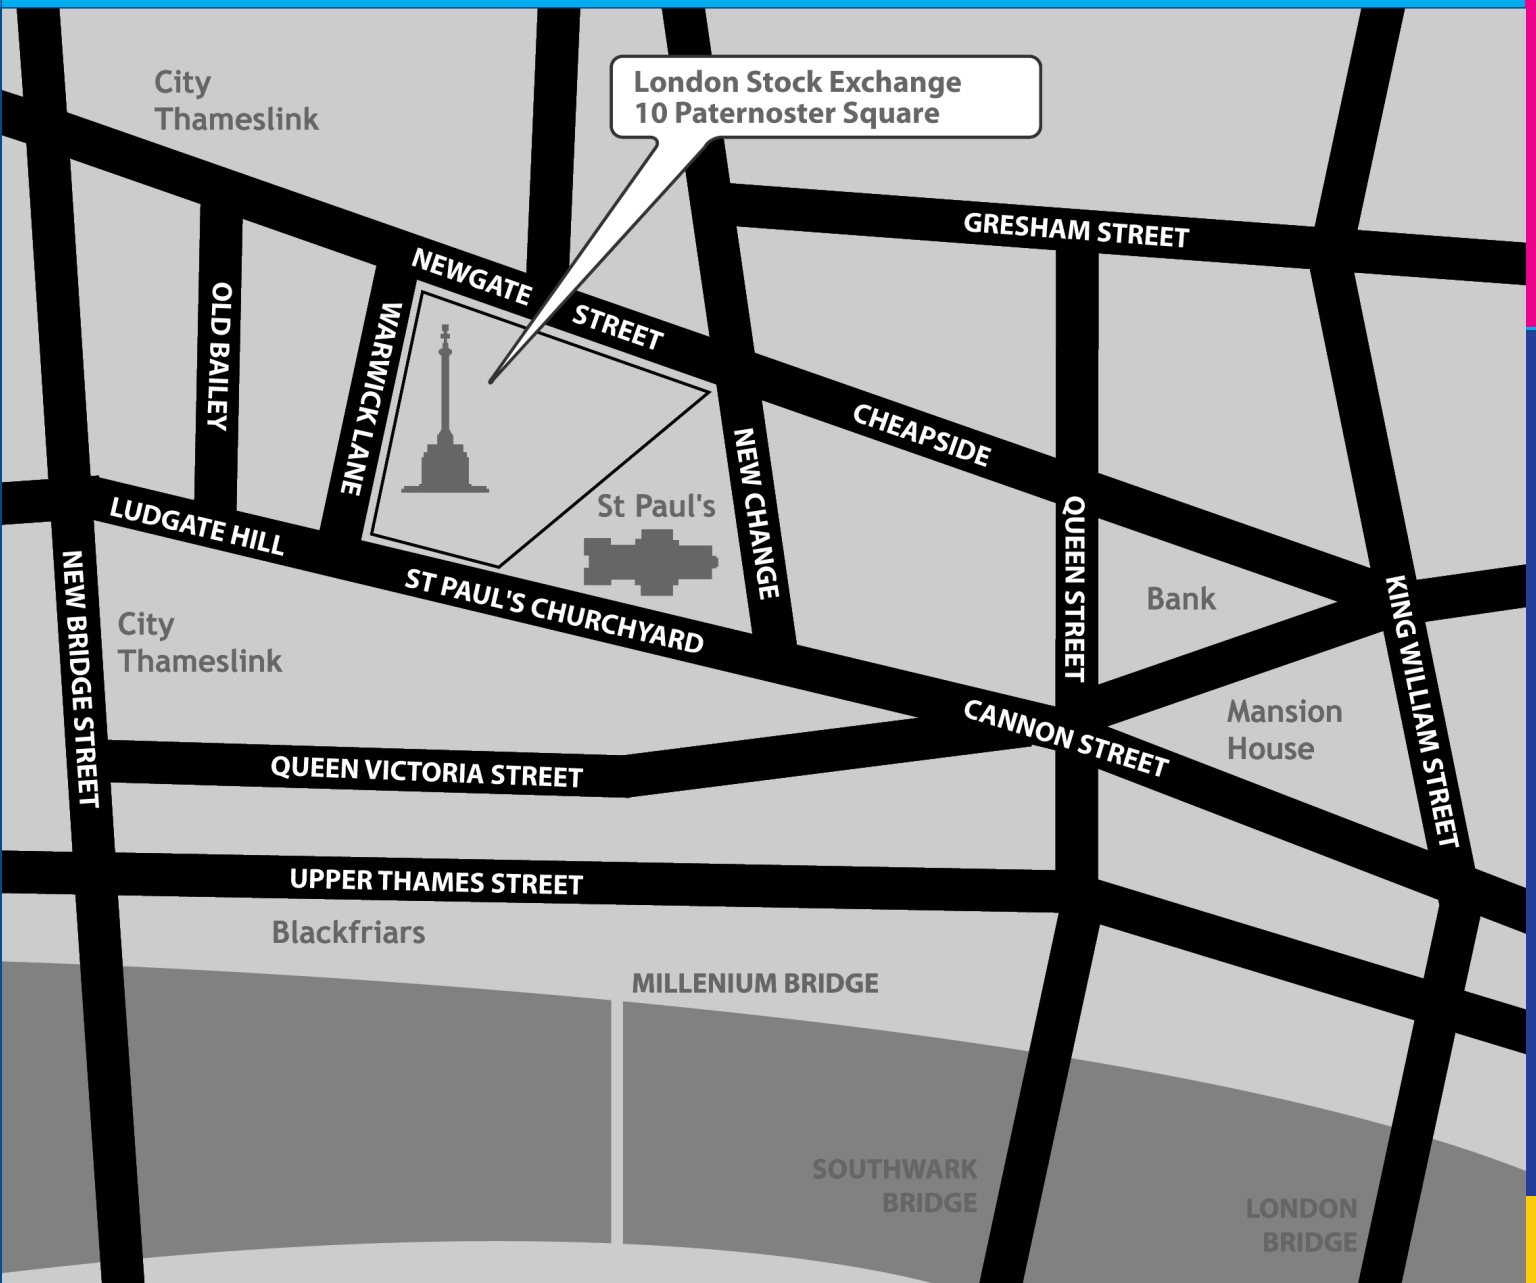 City
Thameslink
London Stock Exchange
10 Paternoster Square
GRESHAM STREET
NEWGATE STREET
OLD BAILEY
WARWICK LANE
CHEAPSIDE
NEW CHANGE
St Paul's
LUDGATE HILL
ST PAUL'S CHURCHYARD
QUEEN STREET
Bank
KING WILLIAM STREET
NEW BRIDGE STREET
City
Thameslink
CANNON STREET
Mansion
House
QUEEN VICTORIA STREET
UPPER THAMES STREET
Blackfriars
MILLENIUM BRIDGE
SOUTHWARK
BRIDGE
LONDON
BRIDGE